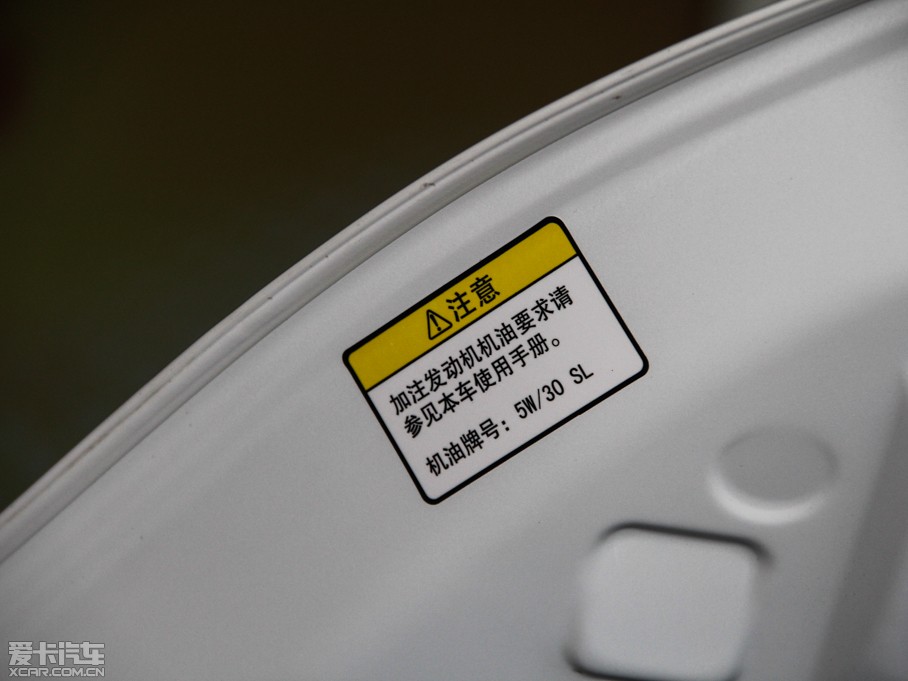 注意
加注发动机机油要求请
参见本车使用手册。
机油牌号: 5W/30 SL
爱卡汽车
XCAR.COM.CN